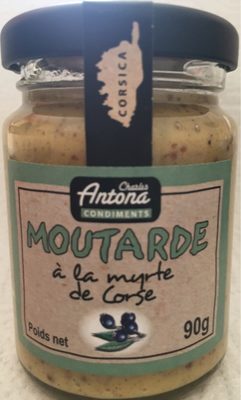 CORSICA
Charles
Antona
CONDIMENTS
MOUTARDE
à la myrte
de Corse
Poids net
90g